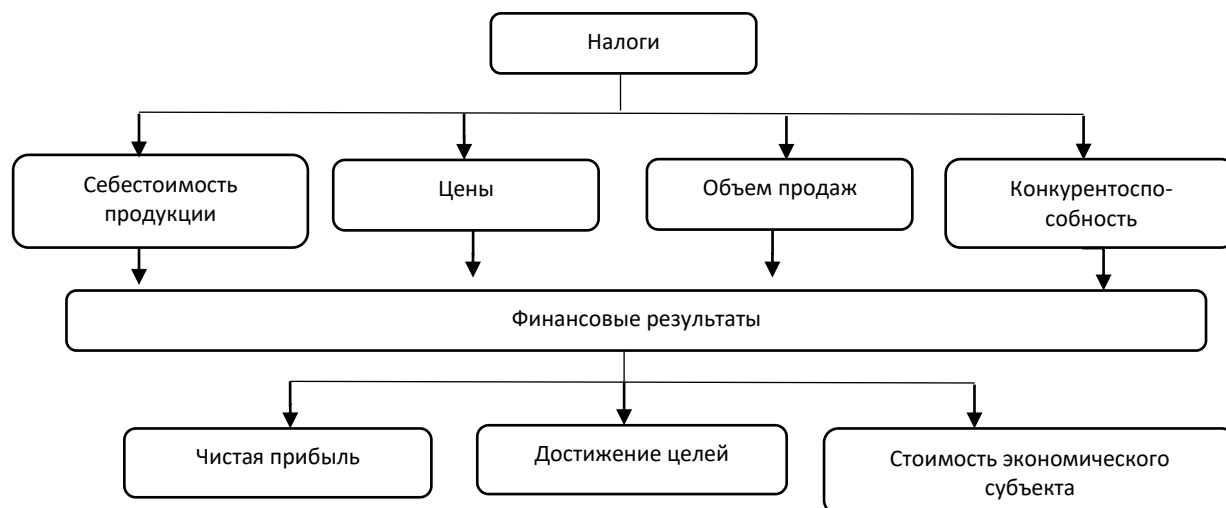 Налоги
Себестоимость
продукции
Цены
Объем продаж
Конкурентоспо-
собность
Финансовые результаты
Чистая прибыль
Достижение целей
Стоимость экономического
субъекта